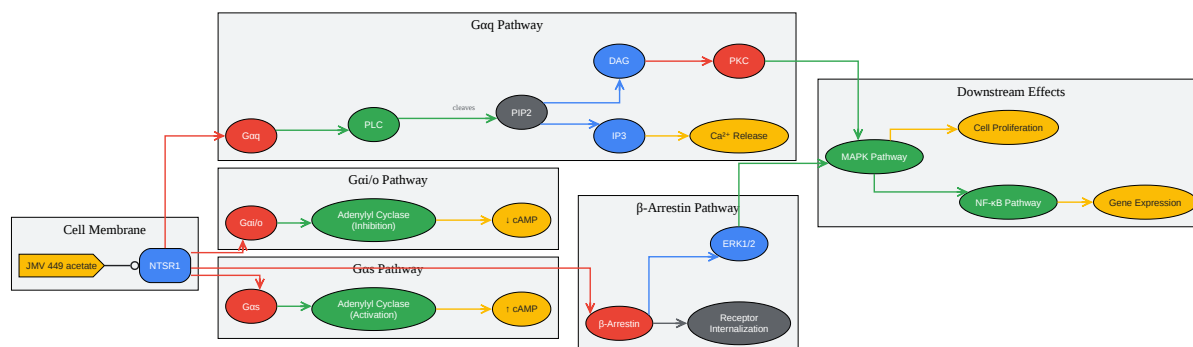 Gαq Pathway
DAG
PKC
cleaves
PIP2
Gαq
PLC
IP3
Ca²⁺ Release
Downstream Effects
Cell Proliferation
MAPK Pathway
NF-κB Pathway
Gene Expression
Gαi/o Pathway
Gαi/o
Adenylyl Cyclase
(Inhibition)
↓ cAMP
Cell Membrane
JMV 449 acetate
NTSR1
Gαs Pathway
Gαs
Adenylyl Cyclase
(Activation)
↑ cAMP
β-Arrestin Pathway
ERK1/2
β-Arrestin
Receptor
Internalization